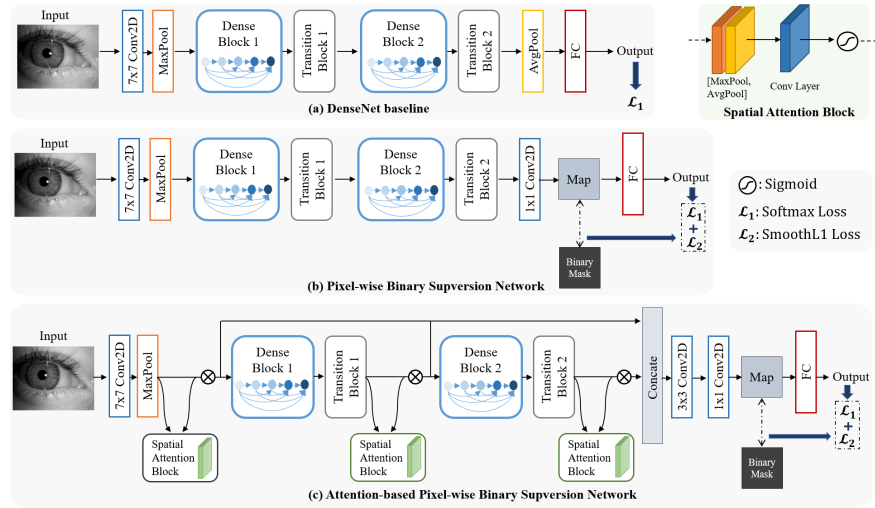 Input
7x7 Conv2D
MaxPool
Dense
Block 1
Transition
Block 1
Dense
Block 2
Transition
Block 2
AvgPool
FC
Output
ℒ1
(a) DenseNet baseline
[MaxPool,
AvgPool]
Conv Layer
Spatial Attention Block
Input
7x7 Conv2D
MaxPool
Dense
Block 1
Transition
Block 1
Dense
Block 2
Transition
Block 2
1x1 Conv2D
Map
FC
Output
ℒ1
+
ℒ2
Binary
Mask
(b) Pixel-wise Binary Supversion Network
: Sigmoid
ℒ1: Softmax Loss
ℒ2: SmoothL1 Loss
Input
7x7 Conv2D
MaxPool
Dense
Block 1
Transition
Block 1
Dense
Block 2
Transition
Block 2
Concate
3x3 Conv2D
1x1 Conv2D
Map
FC
Output
ℒ1
+
ℒ2
Spatial
Attention
Block
Spatial
Attention
Block
Spatial
Attention
Block
Binary
Mask
(c) Attention-based Pixel-wise Binary Supversion Network